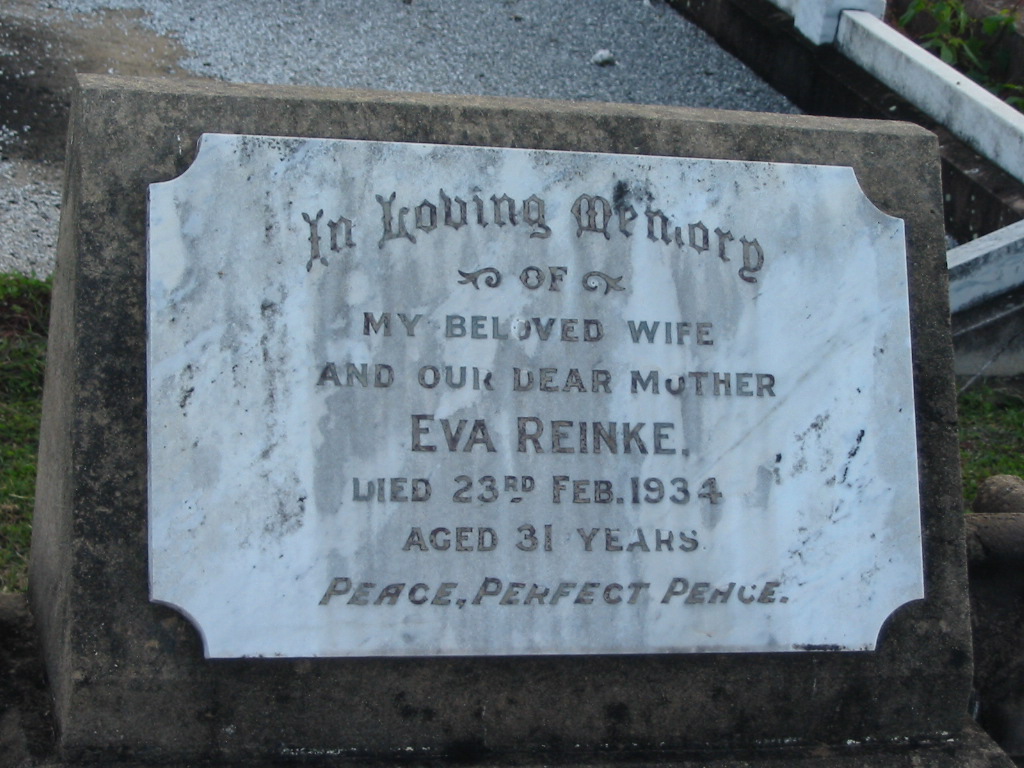 In Loving Memory
OF
MY BELOVED WIFE
AND OUR DEAR MOTHER
EVA REINKE.
DIED 23RD FEB. 1934
AGED 31 YEARS
PEACE, PERFECT PEACE.